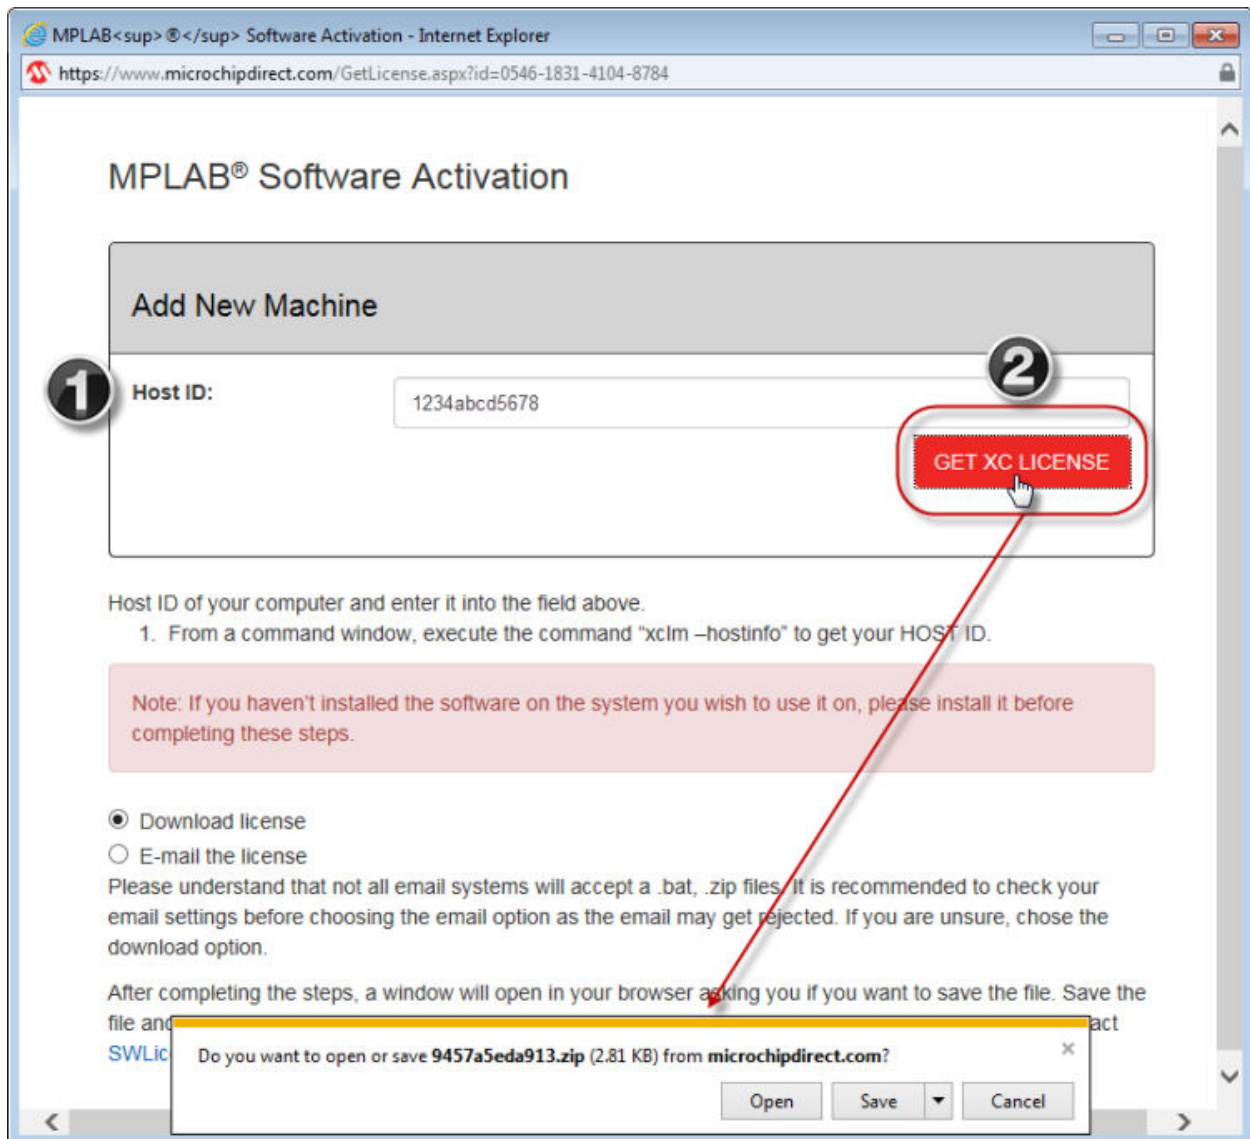 MPLAB<sup>®</sup> Software Activation - Internet Explorer
https://www.microchipdirect.com/GetLicense.aspx?id=0546-1831-4104-8784
MPLAB® Software Activation
Add New Machine
2
1 Host ID: 1234abcd5678
GET XC LICENSE
Host ID of your computer and enter it into the field above.
1. From a command window, execute the command “xclm –hostinfo” to get your HOST ID.
Note: If you haven't installed the software on the system you wish to use it on, please install it before
completing these steps.
Download license
E-mail the license
Please understand that not all email systems will accept a .bat, .zip files. It is recommended to check your
email settings before choosing the email option as the email may get rejected. If you are unsure, chose the
download option.
After completing the steps, a window will open in your browser asking you if you want to save the file. Save the
file and act
SWLic
Do you want to open or save 9457a5eda913.zip (2.81 KB) from microchipdirect.com?
Open Save Cancel